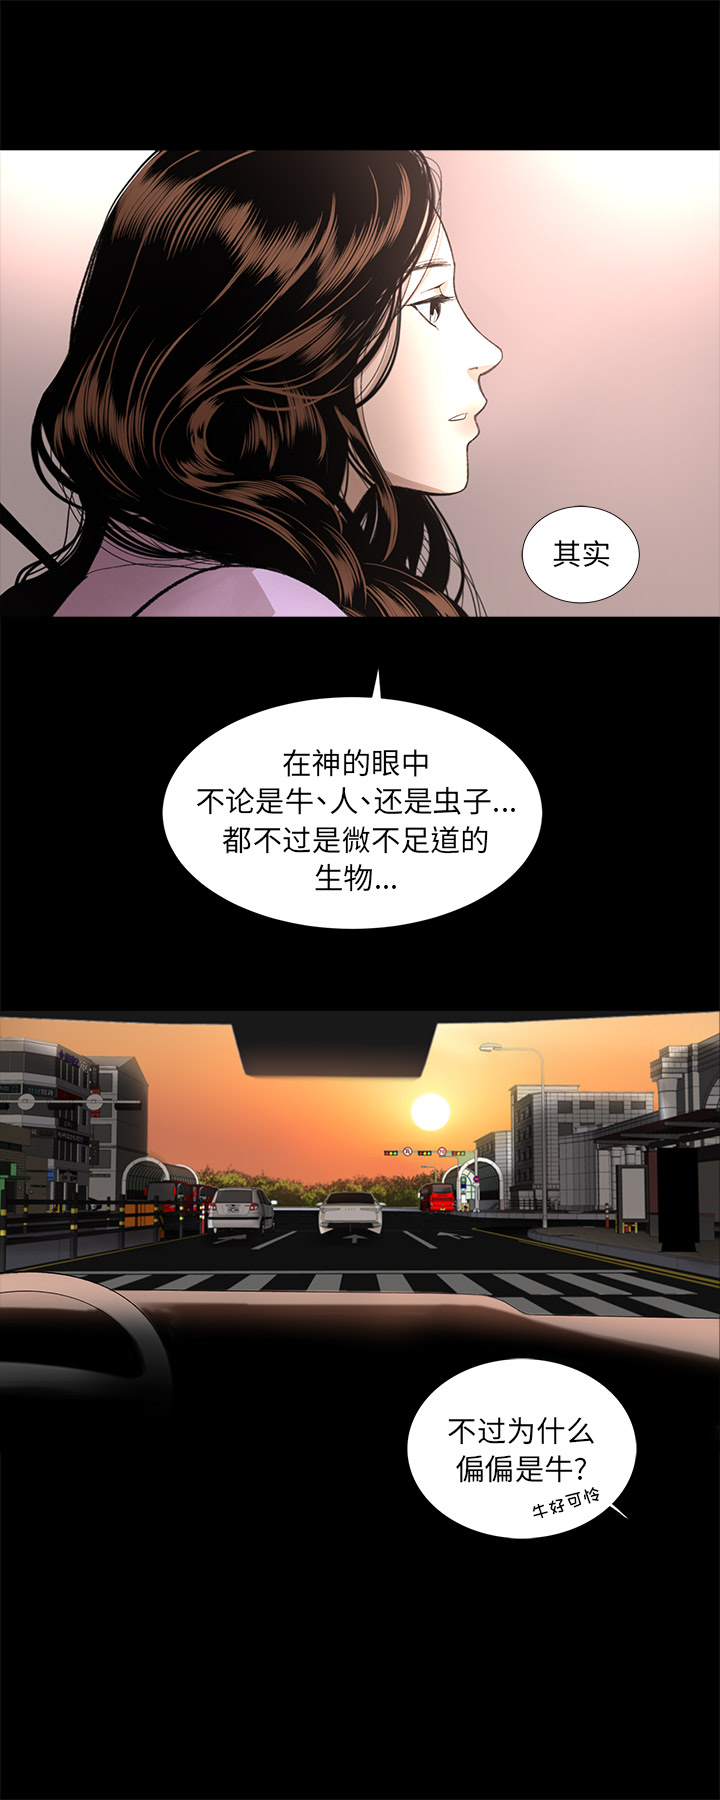 其实
在神的眼中
不论是牛、人、还是虫子...
都不过是微不足道的
生物...
不过为什么
偏偏是牛?
牛好可怜